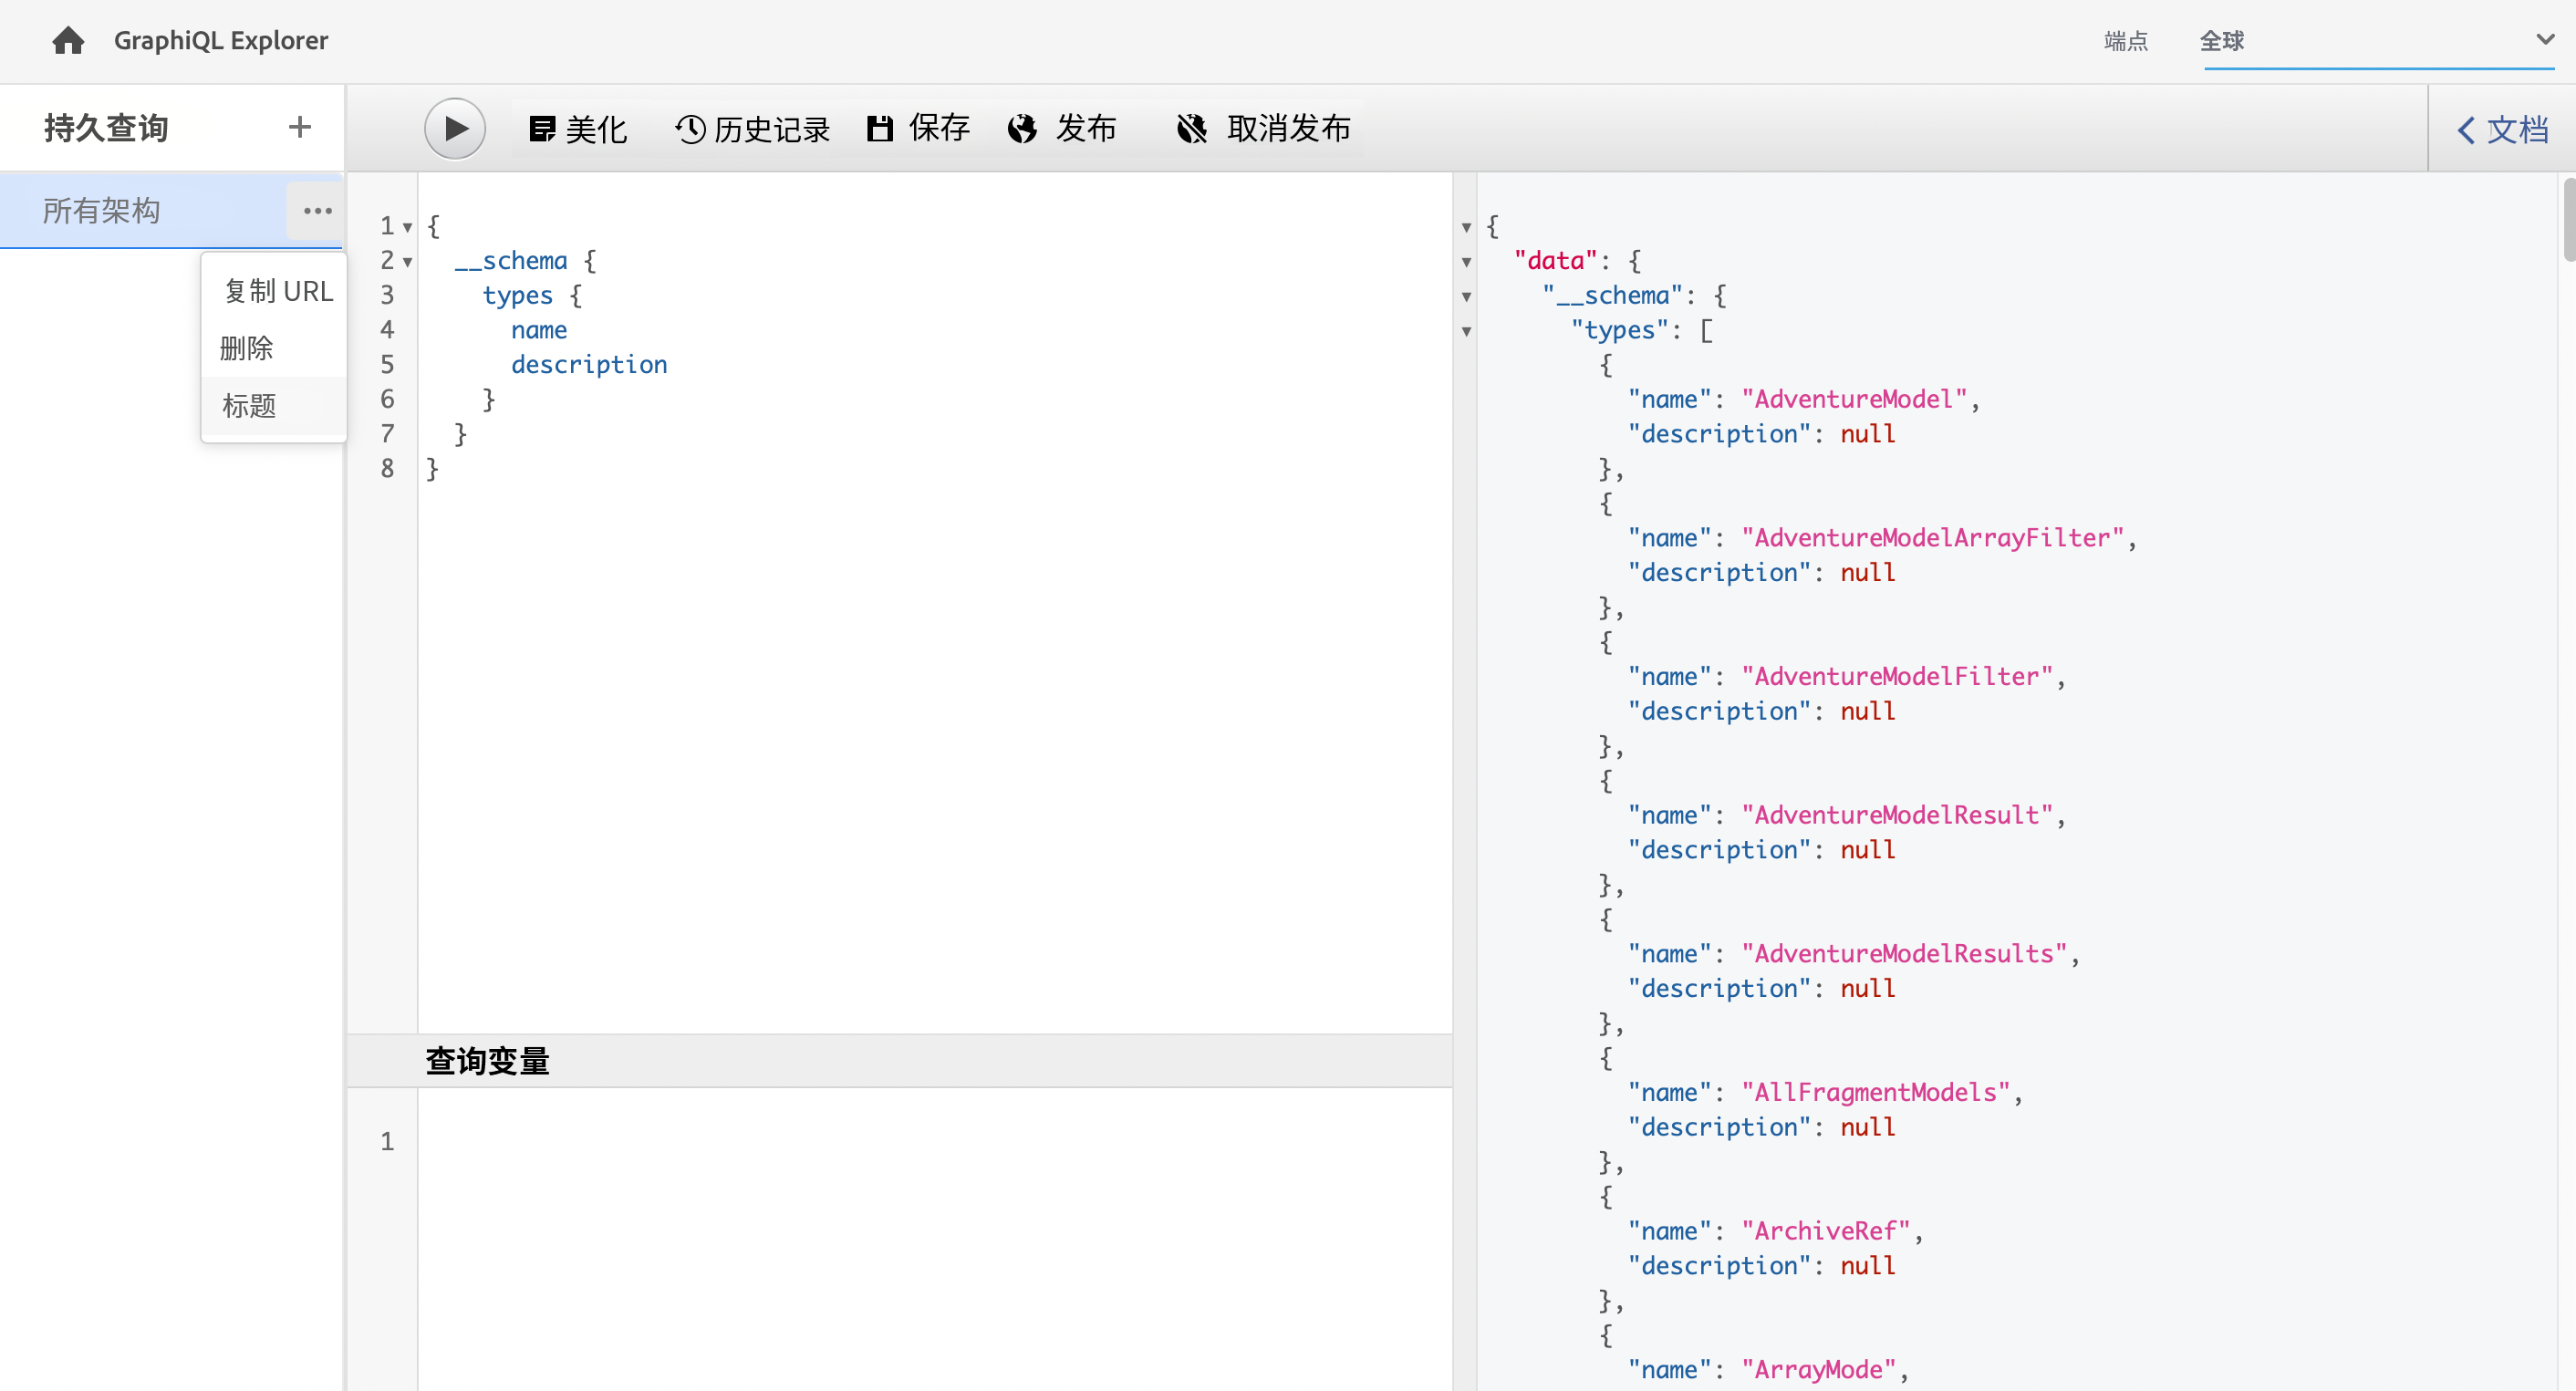 GraphiQL Explorer
端点
全球
持久查询
美化
历史记录
保存
发布
取消发布
文档
所有架构
复制 URL
删除
标题
1 {
2   __schema {
3     types {
4       name
5       description
6     }
7   }
8 }
查询变量
1
{
  "data": {
    "__schema": {
      "types": [
        {
          "name": "AdventureModel",
          "description": null
        },
        {
          "name": "AdventureModelArrayFilter",
          "description": null
        },
        {
          "name": "AdventureModelFilter",
          "description": null
        },
        {
          "name": "AdventureModelResult",
          "description": null
        },
        {
          "name": "AdventureModelResults",
          "description": null
        },
        {
          "name": "AllFragmentModels",
          "description": null
        },
        {
          "name": "ArchiveRef",
          "description": null
        },
        {
          "name": "ArrayMode",